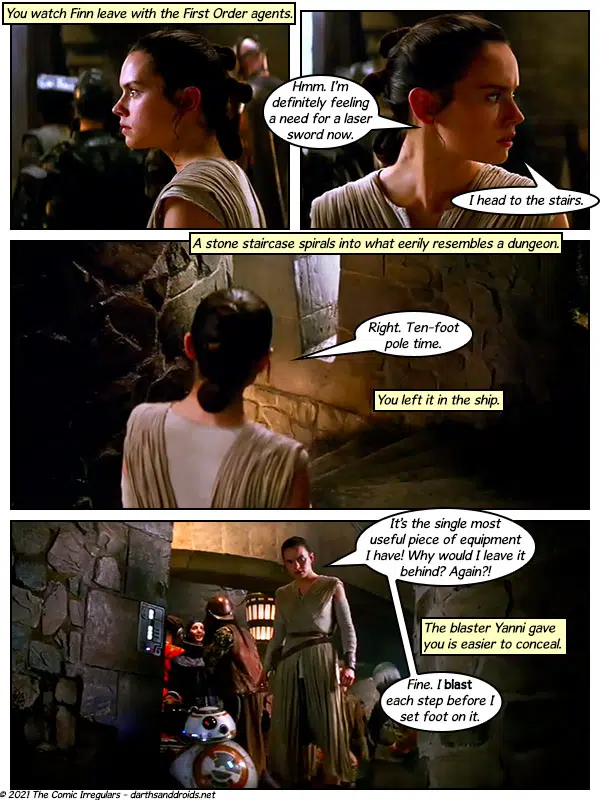 You watch Finn leave with the First Order agents.
Hmm. I'm
definitely feeling
a need for a laser
sword now.
I head to the stairs.
A stone staircase spirals into what eerily resembles a dungeon.
Right. Ten-foot
pole time.
You left it in the ship.
It's the single most
useful piece of equipment
I have! Why would I leave it
behind? Again?!
The blaster Yanni gave
you is easier to conceal.
Fine. I blast
each step before I
set foot on it.
© 2021 The Comic Irregulars - darthsanddroids.net